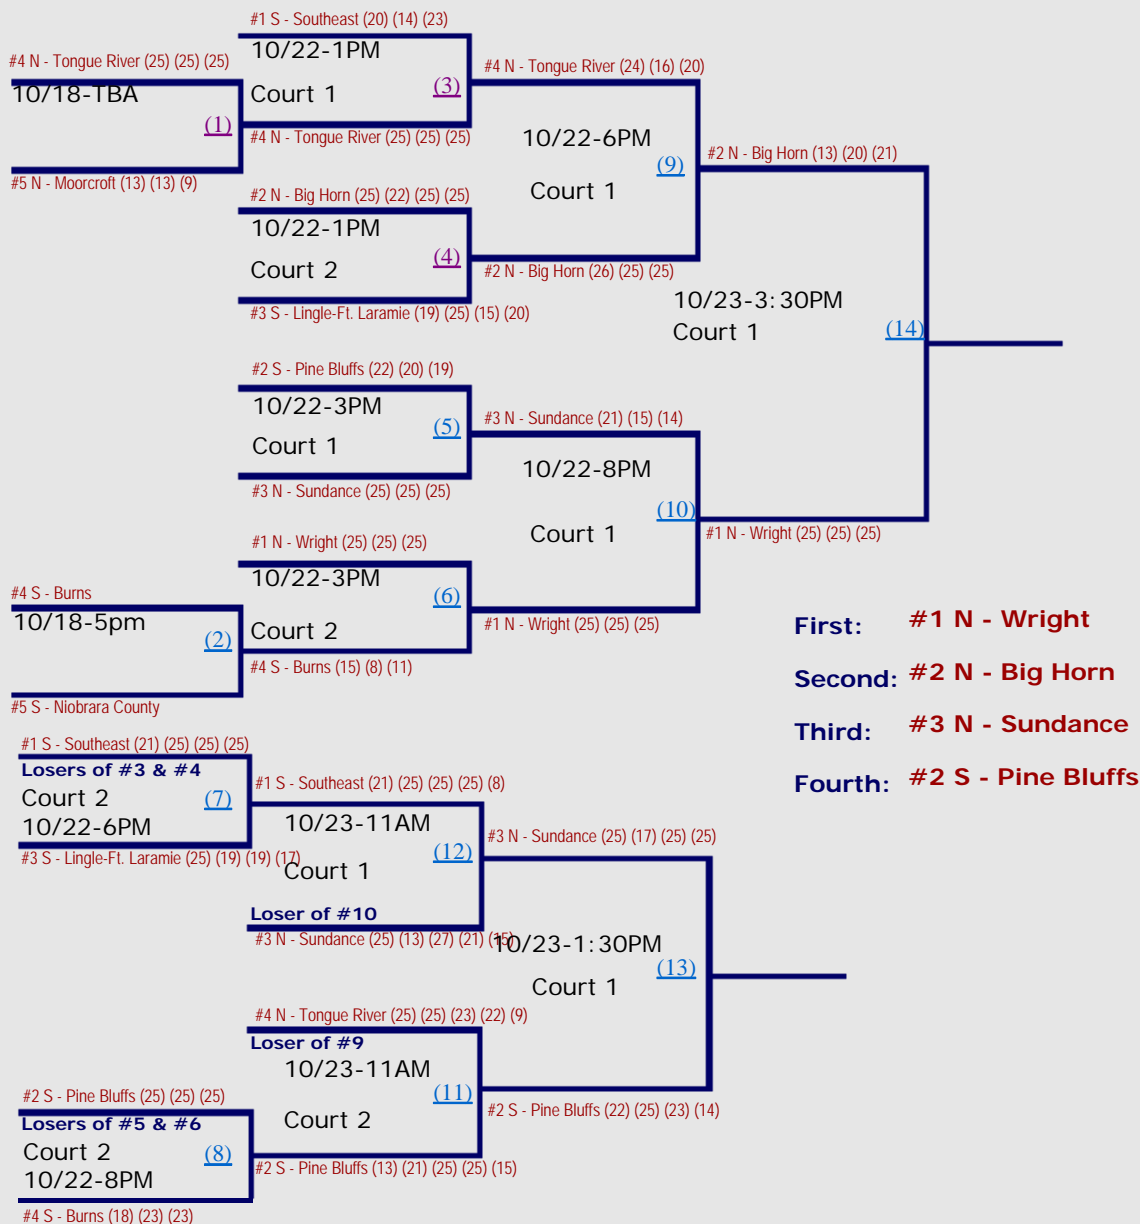 #1 S - Southeast (20) (14) (23)
10/22-1PM
#4 N - Tongue River (25) (25) (25)
#4 N - Tongue River (24) (16) (20)
10/18-TBA
Court 1
(3)
(1)
#4 N - Tongue River (25) (25) (25)
10/22-6PM
#2 N - Big Horn (13) (20) (21)
(9)
#5 N - Moorcroft (13) (13) (9)
#2 N - Big Horn (25) (22) (25) (25)
Court 1
10/22-1PM
(4)
Court 2
#2 N - Big Horn (26) (25) (25)
10/23-3:30PM
#3 S - Lingle-Ft. Laramie (19) (25) (15) (20)
Court 1
(14)
#2 S - Pine Bluffs (22) (20) (19)
10/22-3PM
#3 N - Sundance (21) (15) (14)
(5)
Court 1
10/22-8PM
#3 N - Sundance (25) (25) (25)
(10)
Court 1
#1 N - Wright (25) (25) (25)
#1 N - Wright (25) (25) (25)
10/22-3PM
#4 S - Burns
(6)
10/18-5pm
#1 N - Wright (25) (25) (25)
First: #1 N - Wright
Court 2
(2)
#4 S - Burns (15) (8) (11)
Second: #2 N - Big Horn
#5 S - Niobrara County
Third: #3 N - Sundance
#1 S - Southeast (21) (25) (25) (25)
Losers of #3 & #4
Fourth: #2 S - Pine Bluffs
#1 S - Southeast (21) (25) (25) (25) (8)
Court 2
(7)
10/22-6PM
10/23-11AM
#3 N - Sundance (25) (17) (25) (25)
(12)
#3 S - Lingle-Ft. Laramie (25) (19) (19) (17)
Court 1
Loser of #10
#3 N - Sundance (25) (13) (27) (21) (15)
10/23-1:30PM
(13)
Court 1
#4 N - Tongue River (25) (25) (23) (22) (9)
Loser of #9
10/23-11AM
(11)
#2 S - Pine Bluffs (25) (25) (25)
#2 S - Pine Bluffs (22) (25) (23) (14)
Losers of #5 & #6
Court 2
Court 2
(8)
#2 S - Pine Bluffs (13) (21) (25) (25) (15)
10/22-8PM
#4 S - Burns (18) (23) (23)